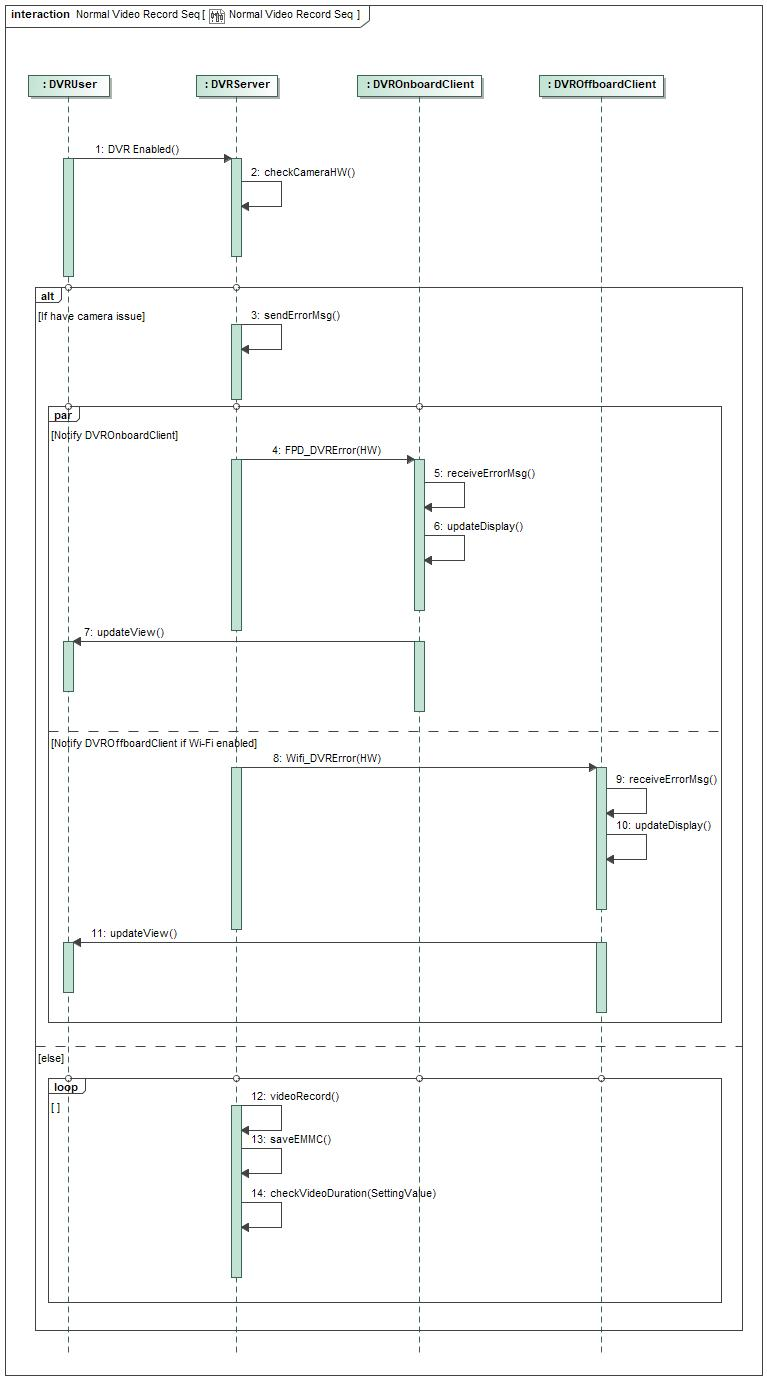 interaction Normal Video Record Seq [ Normal Video Record Seq ]
: DVRUser
: DVRServer
: DVROnboardClient
: DVROffboardClient
1: DVR Enabled()
2: checkCameraHW()
alt
[If have camera issue]
3: sendErrorMsg()
par
[Notify DVROnboardClient]
4: FPD_DVRError(HW)
5: receiveErrorMsg()
6: updateDisplay()
7: updateView()
[Notify DVROffboardClient if Wi-Fi enabled]
8: Wifi_DVRError(HW)
9: receiveErrorMsg()
10: updateDisplay()
11: updateView()
[else]
loop
[ ]
12: videoRecord()
13: saveEMMC()
14: checkVideoDuration(SettingValue)